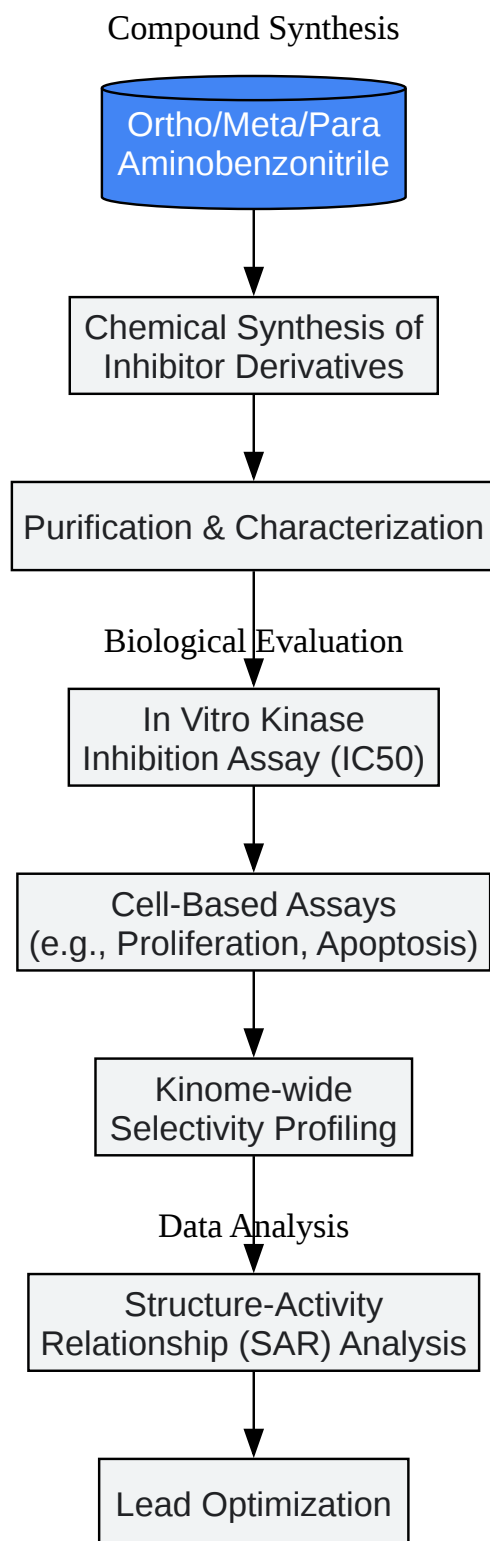 Compound Synthesis
Ortho/Meta/Para
Aminobenzonitrile
Chemical Synthesis of
Inhibitor Derivatives
Purification & Characterization
Biological Evaluation
In Vitro Kinase
Inhibition Assay (IC50)
Cell-Based Assays
(e.g., Proliferation, Apoptosis)
Kinome-wide
Selectivity Profiling
Data Analysis
Structure-Activity
Relationship (SAR) Analysis
Lead Optimization